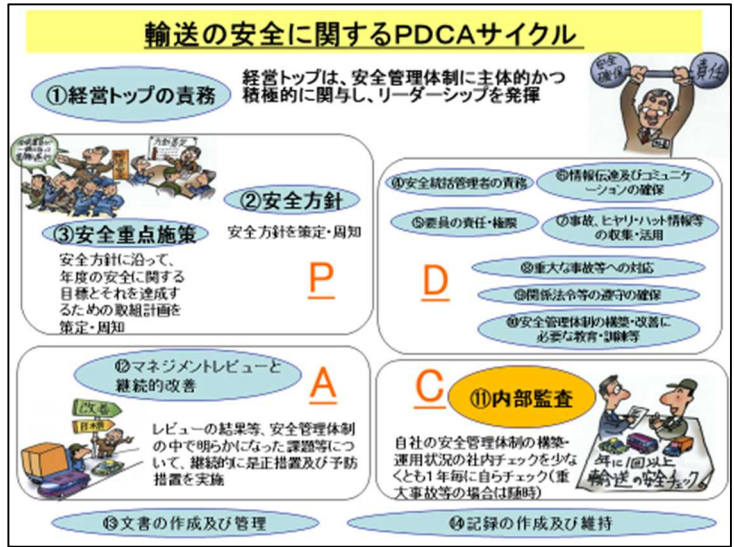 輸送の安全に関するPDCAサイクル
①経営トップの責務
経営トップは、安全管理体制に主体的かつ
積極的に関与し、リーダーシップを発揮
安全
確保
責任
②安全方針
安全方針を策定・周知
③安全重点施策
安全方針に沿って、
年度の安全に関する
目標とそれを達成す
るための取組計画を
策定・周知
P
④安全統括管理者の責務
⑥情報伝達及びコミュニケ
ーションの確保
⑤要員の責任・権限
⑦事故、ヒヤリ・ハット情報等
の収集・活用
D
⑧重大な事故等への対応
⑨関係法令等の遵守の確保
⑩安全管理体制の構築・改善に
必要な教育・訓練等
⑫マネジメントレビューと
継続的改善
A
改善
レビューの結果等、安全管理体制
の中で明らかになった課題等につ
いて、継続的に是正措置及び予防
措置を実施
C
⑪内部監査
自社の安全管理体制の構築・
運用状況の社内チェックを少な
くとも1年毎に自らチェック(重
大事故等の場合は随時)
年に1回以上
輸送の安全チェック。
⑬文書の作成及び管理
⑭記録の作成及び維持